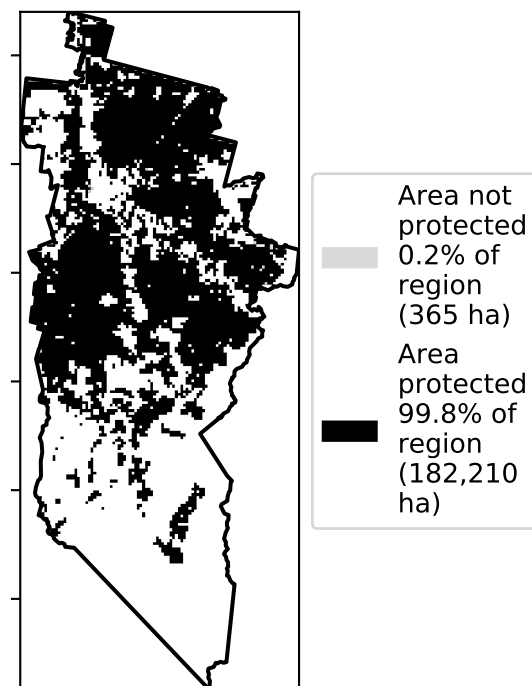 Area not
protected
0.2% of
region
(365 ha)
Area
protected
99.8% of
region
(182,210
ha)